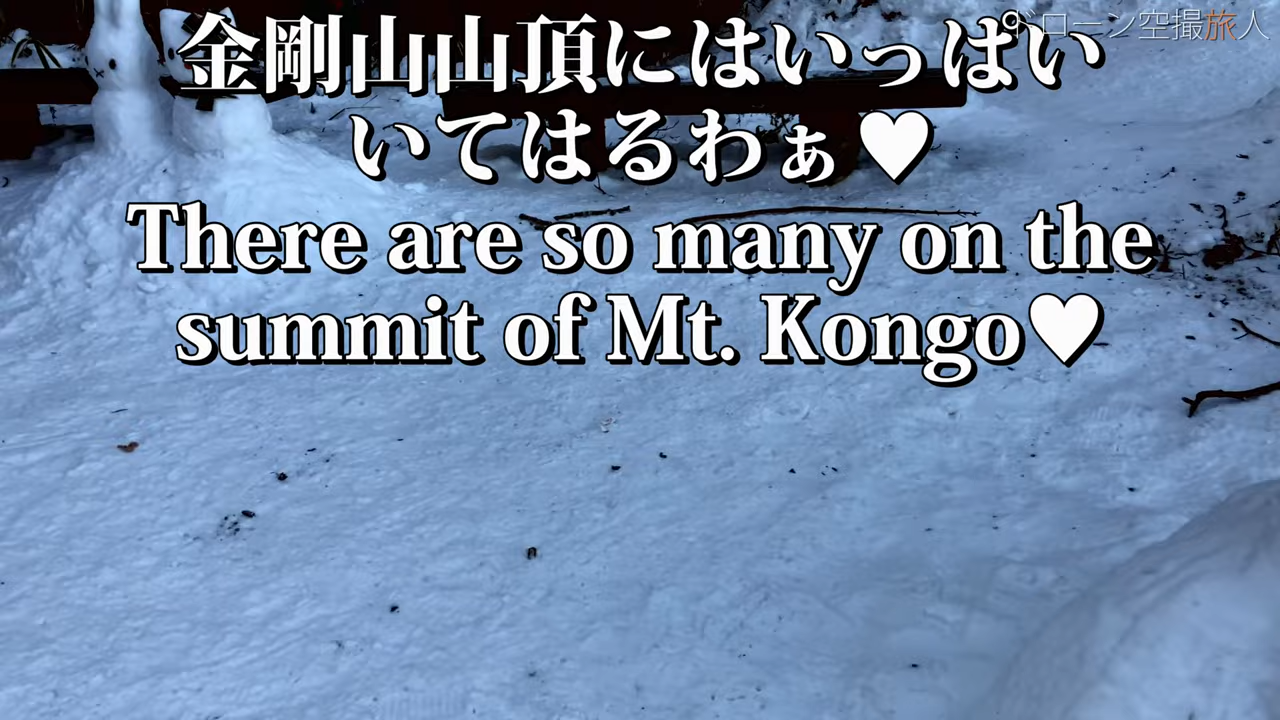 ドローン空撮旅人
金剛山山頂にはいっぱい
いてはるわぁ♥
There are so many on the
summit of Mt. Kongo♥